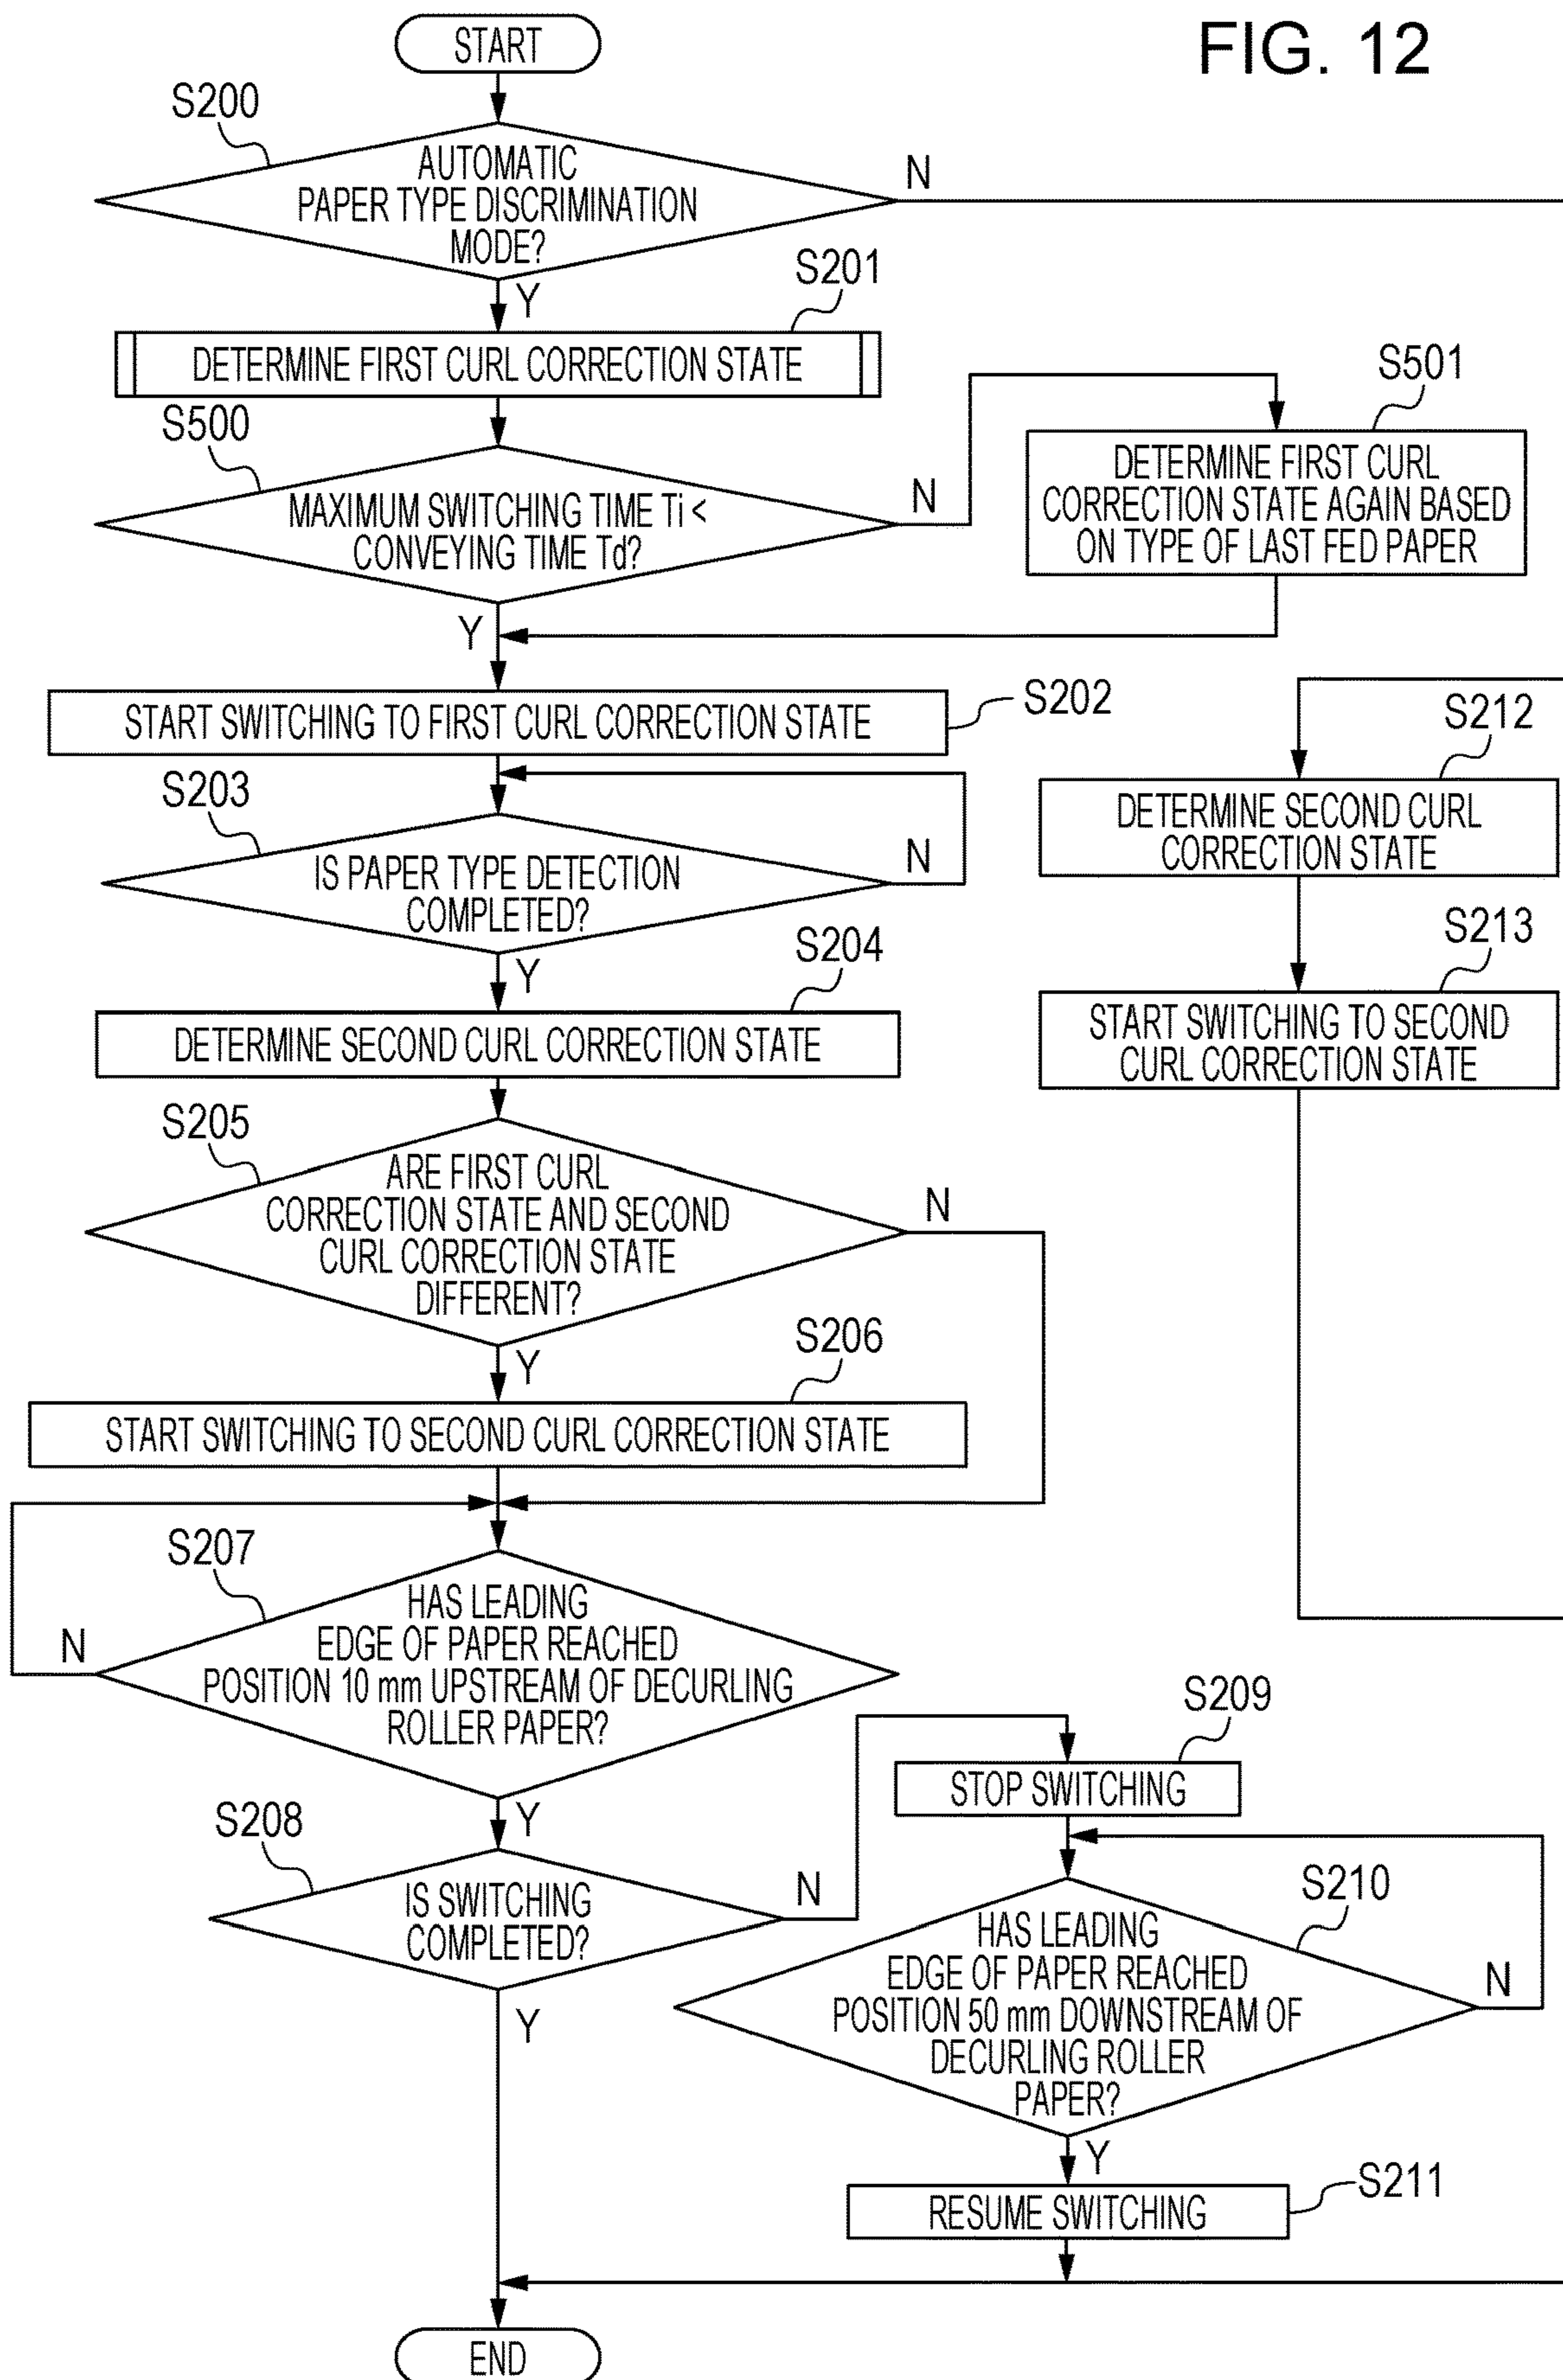 FIG. 12
START
S200
AUTOMATIC
PAPER TYPE DISCRIMINATION
MODE?
N
Y
S201
DETERMINE FIRST CURL CORRECTION STATE
S500
MAXIMUM SWITCHING TIME Ti <
CONVEYING TIME Td?
N
Y
S501
DETERMINE FIRST CURL
CORRECTION STATE AGAIN BASED
ON TYPE OF LAST FED PAPER
START SWITCHING TO FIRST CURL CORRECTION STATE
S202
S203
IS PAPER TYPE DETECTION
COMPLETED?
N
Y
S204
DETERMINE SECOND CURL CORRECTION STATE
S212
DETERMINE SECOND CURL
CORRECTION STATE
S213
START SWITCHING TO SECOND
CURL CORRECTION STATE
S205
ARE FIRST CURL
CORRECTION STATE AND SECOND
CURL CORRECTION STATE
DIFFERENT?
N
Y
S206
START SWITCHING TO SECOND CURL CORRECTION STATE
S207
HAS LEADING
EDGE OF PAPER REACHED
POSITION 10 mm UPSTREAM OF DECURLING
ROLLER PAPER?
N
Y
S208
IS SWITCHING
COMPLETED?
N
Y
S209
STOP SWITCHING
S210
HAS LEADING
EDGE OF PAPER REACHED
POSITION 50 mm DOWNSTREAM OF
DECURLING ROLLER
PAPER?
N
Y
RESUME SWITCHING
S211
END